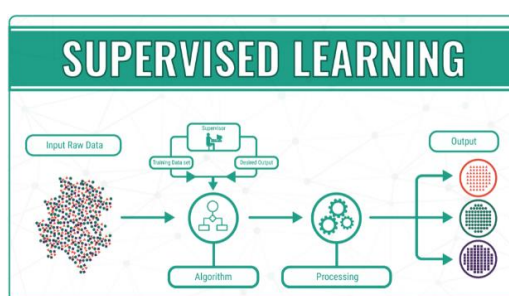 SUPERVISED LEARNING
Input Raw Data
Supervisor
Training Data set
Desired Output
Output
Algorithm
Processing